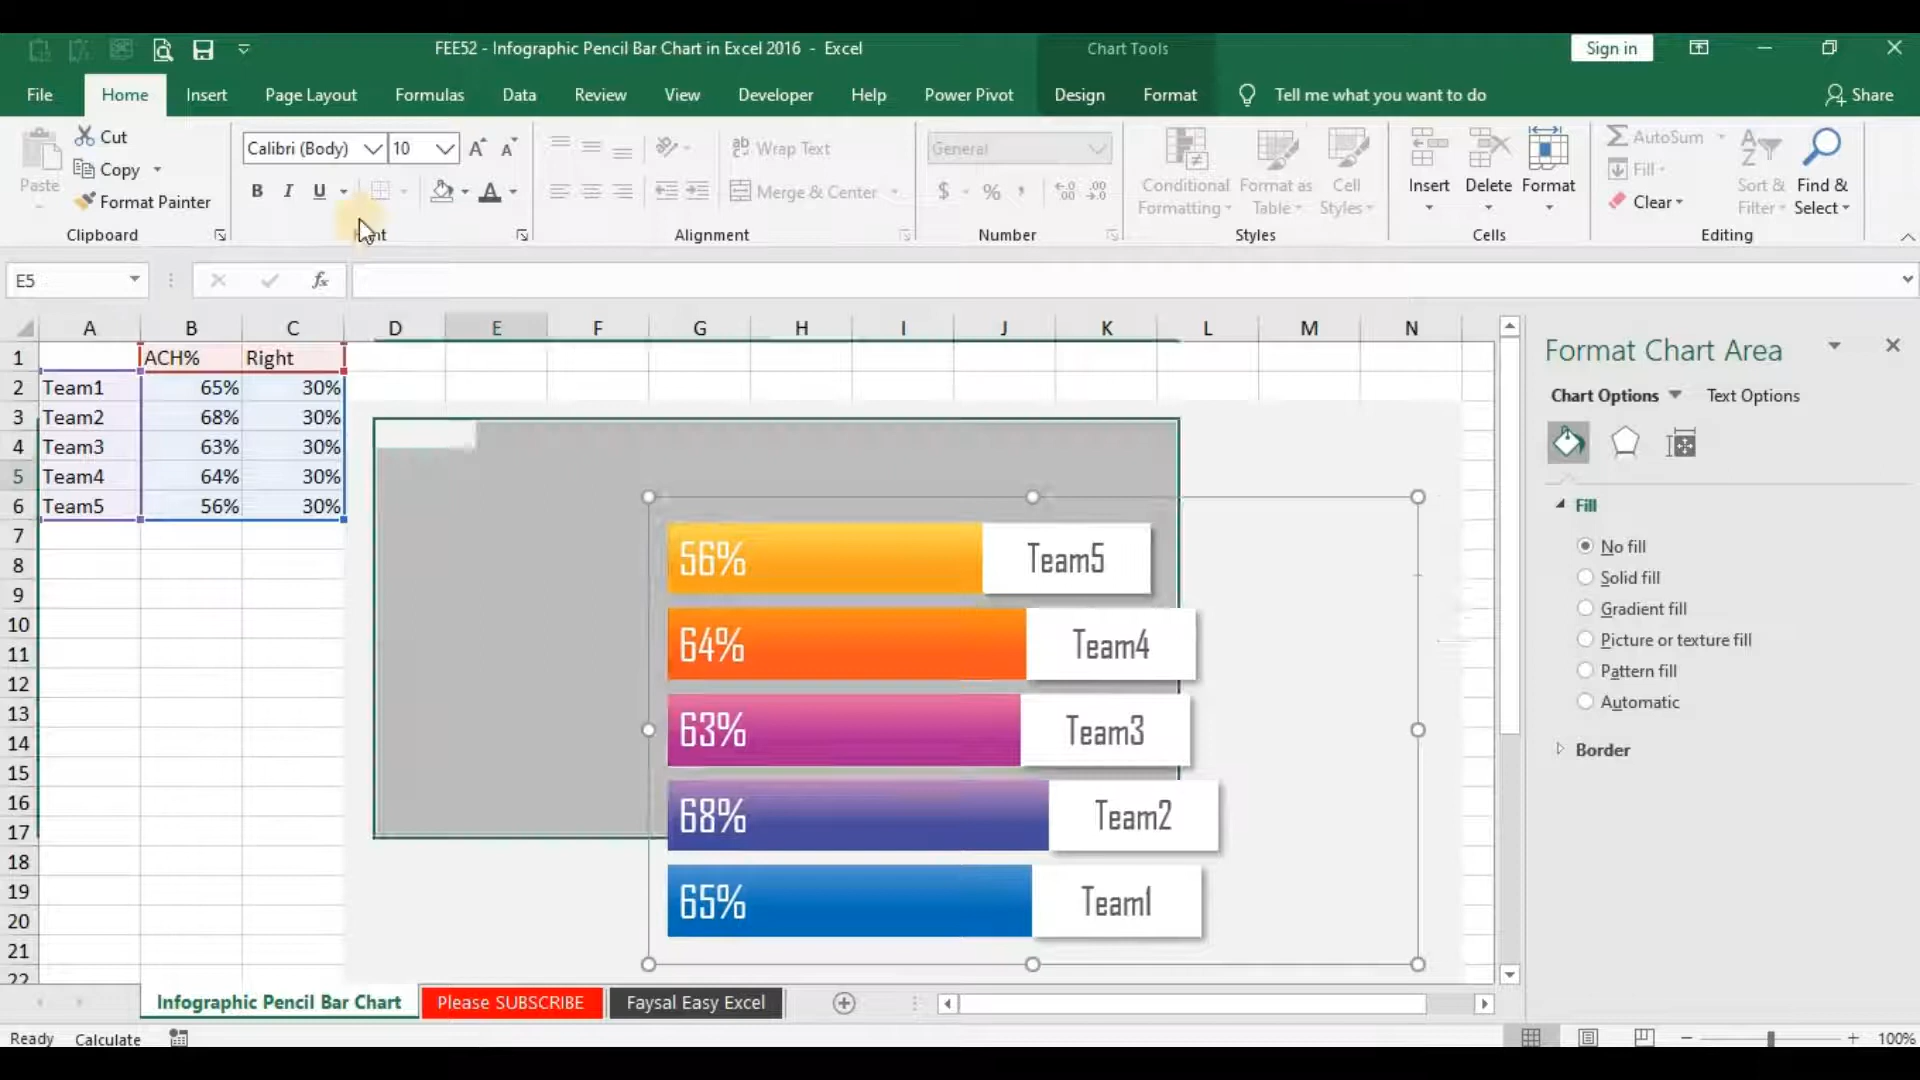 FEE52 - Infographic Pencil Bar Chart in Excel 2016 - Excel
Chart Tools
Sign in
File Home Insert Page Layout Formulas Data Review View Developer Help Power Pivot Design Format Tell me what you want to do Share
Paste
Cut
Copy
Format Painter
Clipboard
Calibri (Body) 10
B I U
Wrap Text
Merge & Center
Alignment
General
$ %
Number
Conditional Formatting
Format as Table
Cell Styles
Styles
Insert
Delete
Format
Cells
AutoSum
Fill
Clear
Sort & Filter
Find & Select
Editing
E5
fx
A B C D E F G H I J K L M N
1 ACH% Right
2 Team1 65% 30%
3 Team2 68% 30%
4 Team3 63% 30%
5 Team4 64% 30%
6 Team5 56% 30%
7
8
9
10
11
12
13
14
15
16
17
18
19
20
21
22
56% Team5
64% Team4
63% Team3
68% Team2
65% Team1
Format Chart Area
Chart Options Text Options
Fill
No fill
Solid fill
Gradient fill
Picture or texture fill
Pattern fill
Automatic
Border
Infographic Pencil Bar Chart Please SUBSCRIBE Faysal Easy Excel
Ready Calculate
100%